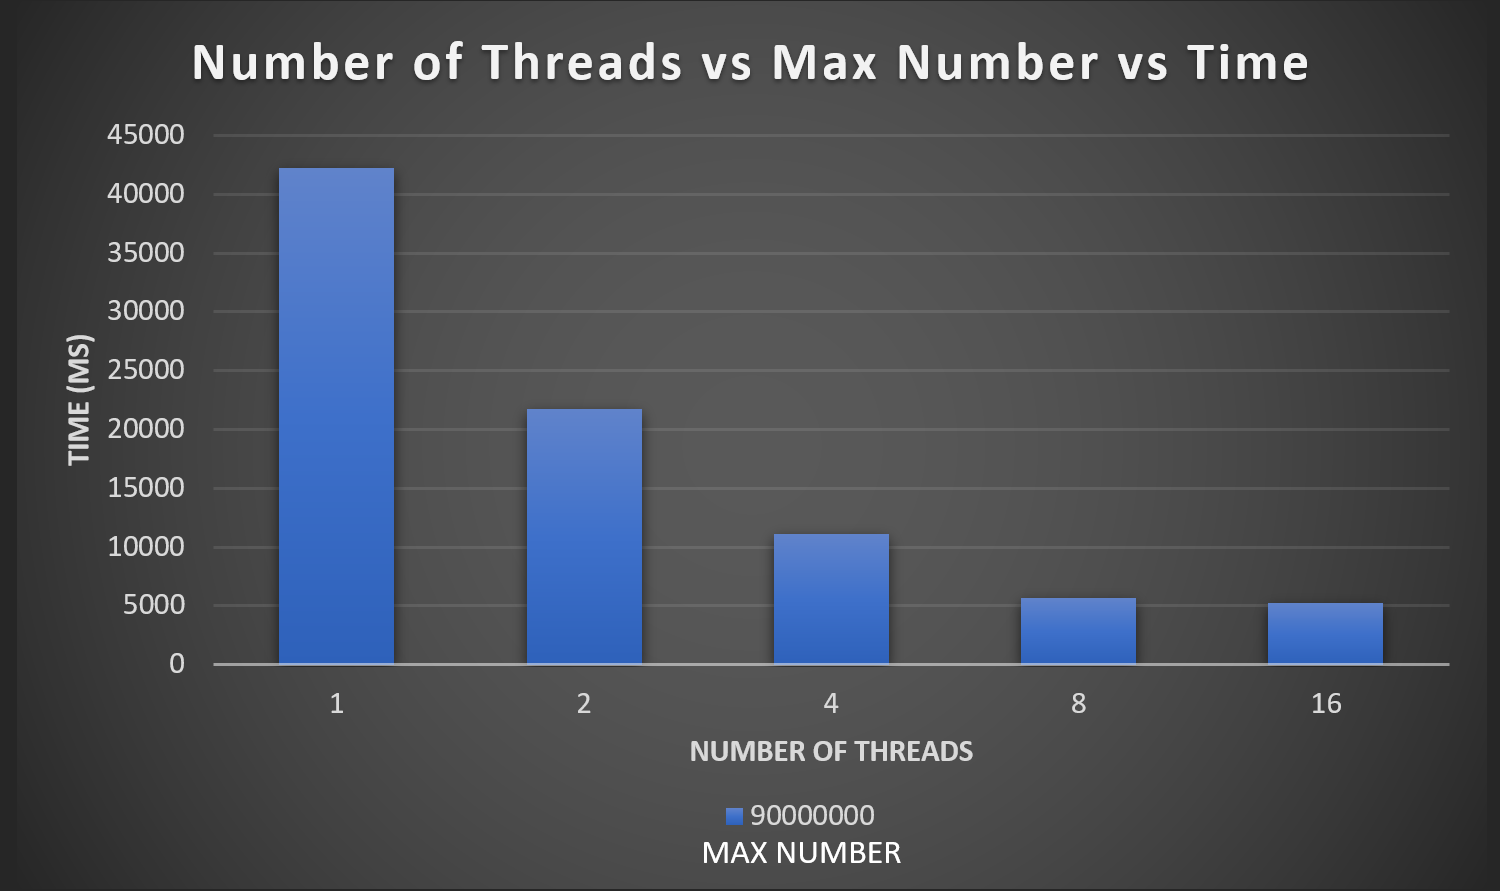 Number of Threads vs Max Number vs Time
45000
40000
35000
30000
25000
20000
15000
10000
5000
0
TIME (MS)
1 2 4 8 16
NUMBER OF THREADS
90000000
MAX NUMBER